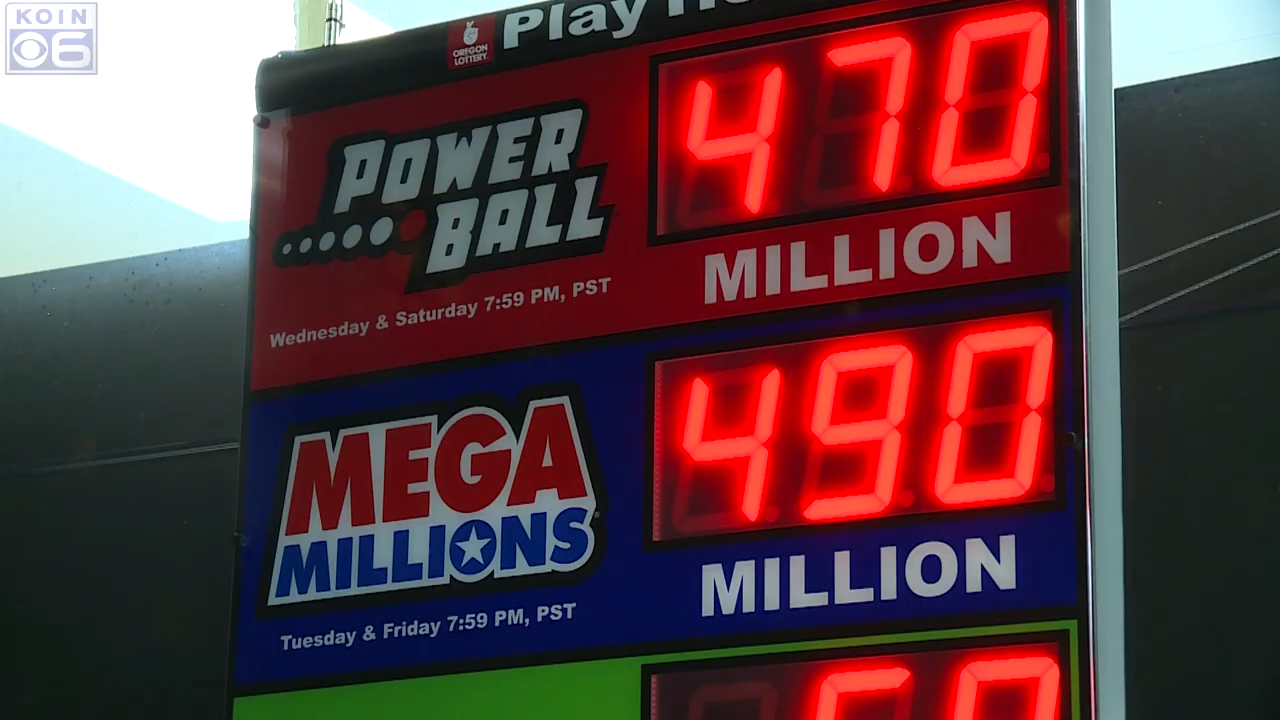 KOIN
6
OREGON
LOTTERY
Play
POWER
BALL
470
MILLION
Wednesday & Saturday 7:59 PM, PST
MEGA
MILLIONS
490
MILLION
Tuesday & Friday 7:59 PM, PST